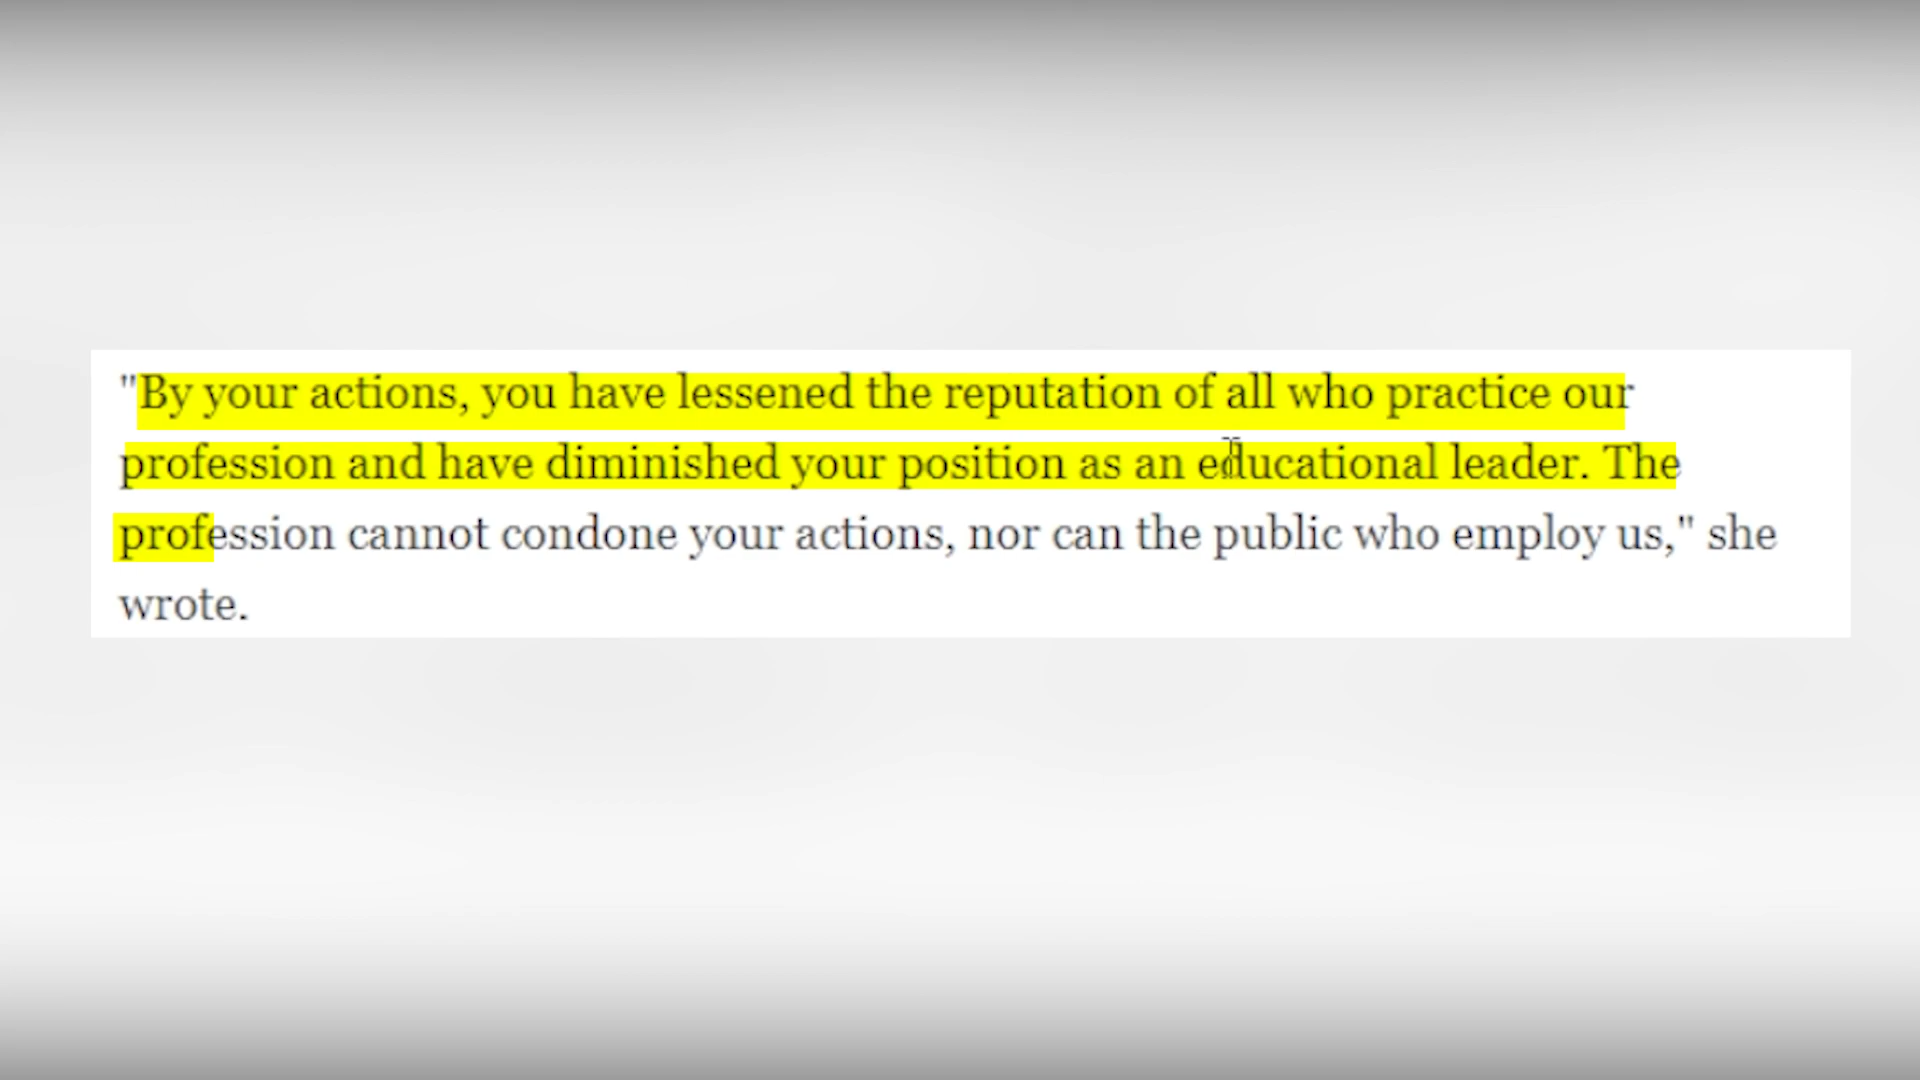 "By your actions, you have lessened the reputation of all who practice our
profession and have diminished your position as an educational leader. The
profession cannot condone your actions, nor can the public who employ us," she
wrote.